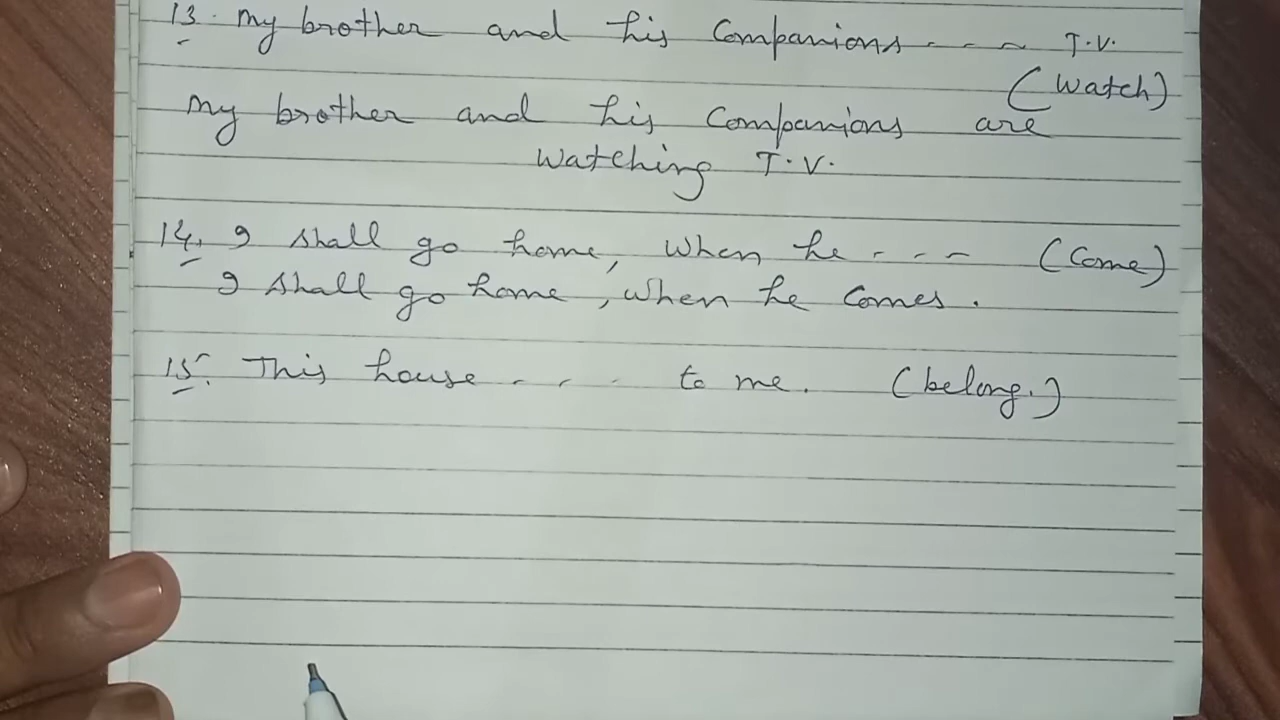 13. My brother and his Companions - - - T.V.
(Watch)
My brother and his Companions are
watching T.V.
14. I shall go home, when he - - - (Come)
I shall go home, when he comes.
15. This house - - - to me. (belong.)